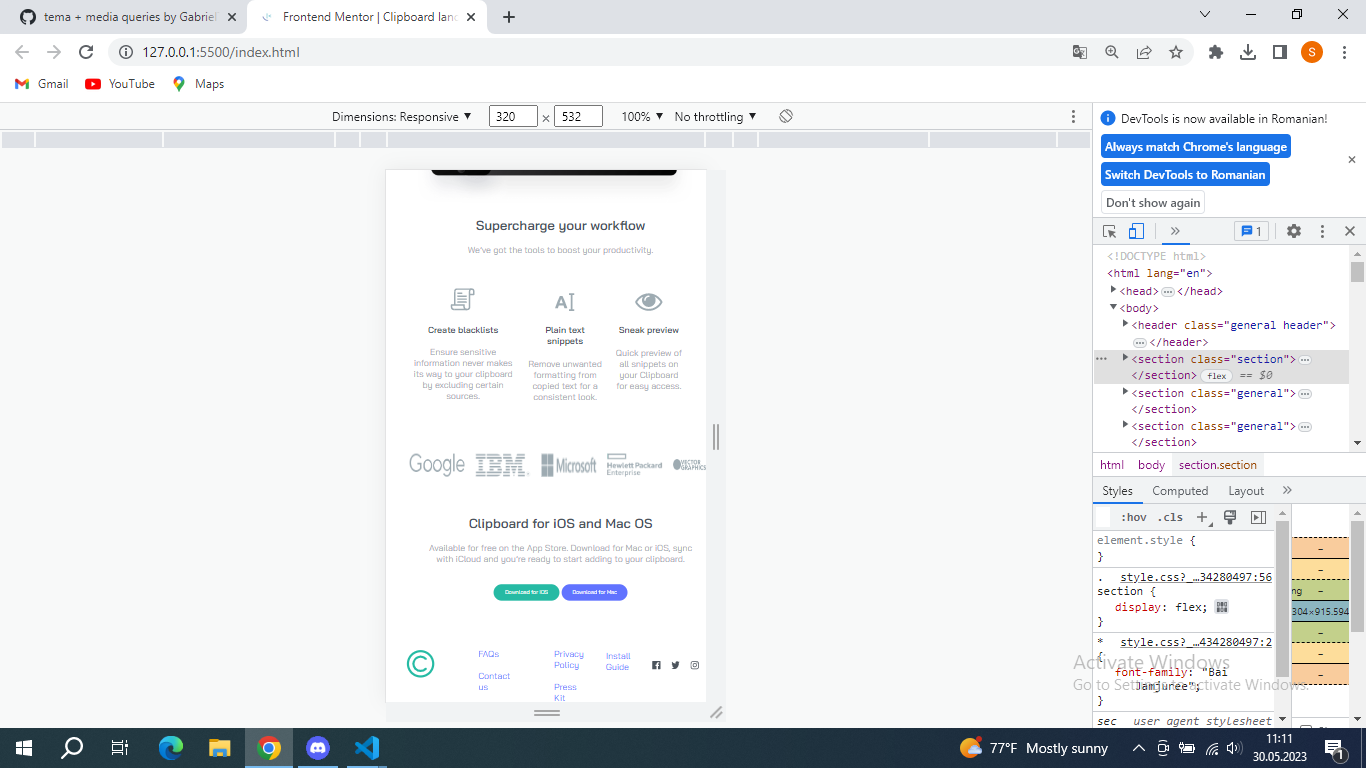 tema + media queries by Gabriel
Frontend Mentor | Clipboard lan
127.0.0.1:5500/index.html
S
Gmail
YouTube
Maps
Dimensions: Responsive ▼
320
×
532
100% ▼
No throttling ▼
Supercharge your workflow
We've got the tools to boost your productivity.
Create blacklists
Ensure sensitive
information never makes
its way to your clipboard
by excluding certain
sources.
Plain text
snippets
Remove unwanted
formatting from
copied text for a
consistent look.
Sneak preview
Quick preview of
all snippets on
your Clipboard
for easy access.
Google
IBM
Microsoft
Hewlett Packard
Enterprise
VECTOR
GRAPHICS
Clipboard for iOS and Mac OS
Available for free on the App Store. Download for Mac or iOS, sync
with iCloud and you're ready to start adding to your clipboard.
Download for iOS
Download for Mac
FAQs
Contact
us
Privacy
Policy
Press
Kit
Install
Guide
DevTools is now available in Romanian!
Always match Chrome's language
Switch DevTools to Romanian
Don't show again
1
<!DOCTYPE html>
<html lang="en">
<head>…</head>
<body>
<header class="general header">
…</header>
<section class="section">…
</section> flex == $0
<section class="general">…
</section>
<section class="general">…
</section>
html body section.section
Styles Computed Layout
:hov .cls
element.style {
}
. style.css?_…34280497:56
section {
display: flex;
}
* style.css?_…434280497:2
{
font-family: "Bai
Jamjuree";
}
sec user agent stylesheet
–
–
ng –
304×915.594
–
–
–
Activate Windows
Go to Settings to activate Windows.
77°F Mostly sunny
11:11
30.05.2023
1